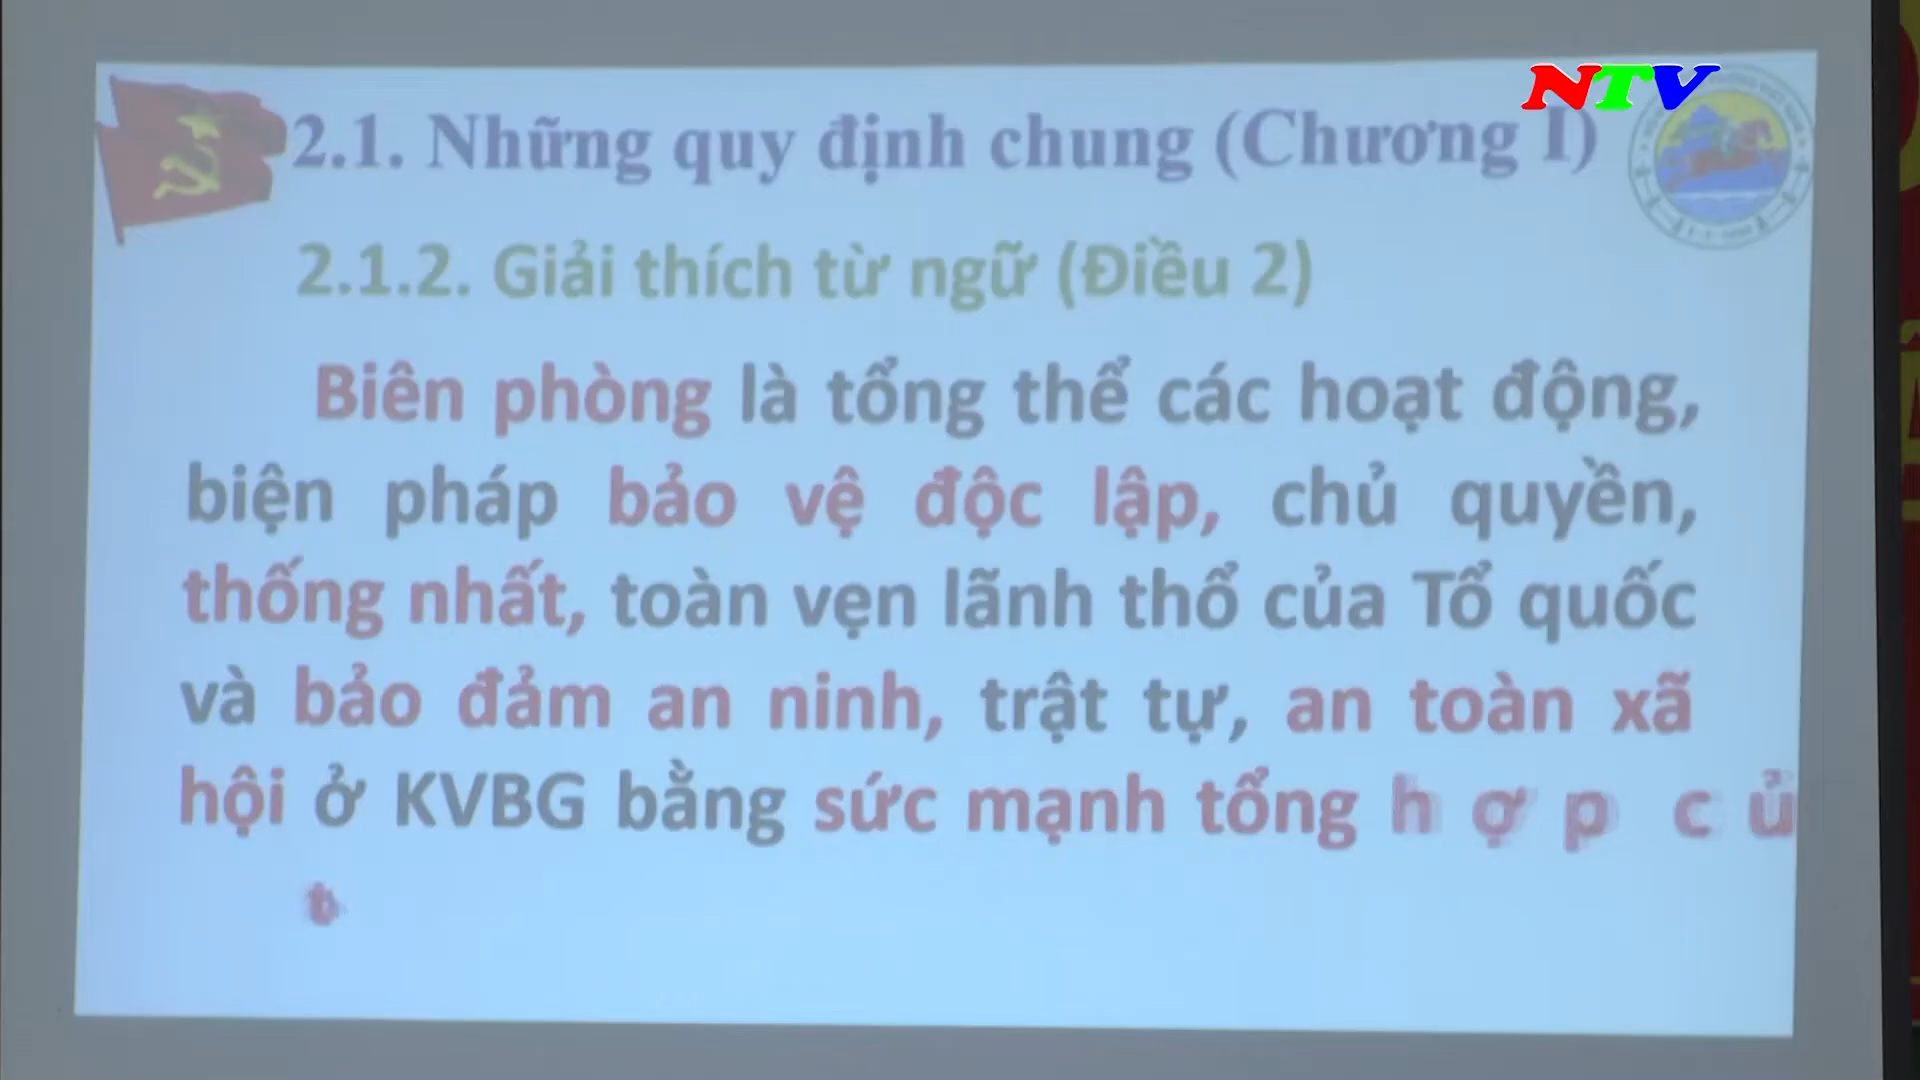 NTV
2.1. Những quy định chung (Chương I)
2.1.2. Giải thích từ ngữ (Điều 2)
Biên phòng là tổng thể các hoạt động,
biện pháp bảo vệ độc lập, chủ quyền,
thống nhất, toàn vẹn lãnh thổ của Tổ quốc
và bảo đảm an ninh, trật tự, an toàn xã
hội ở KVBG bằng sức mạnh tổng hợp củ